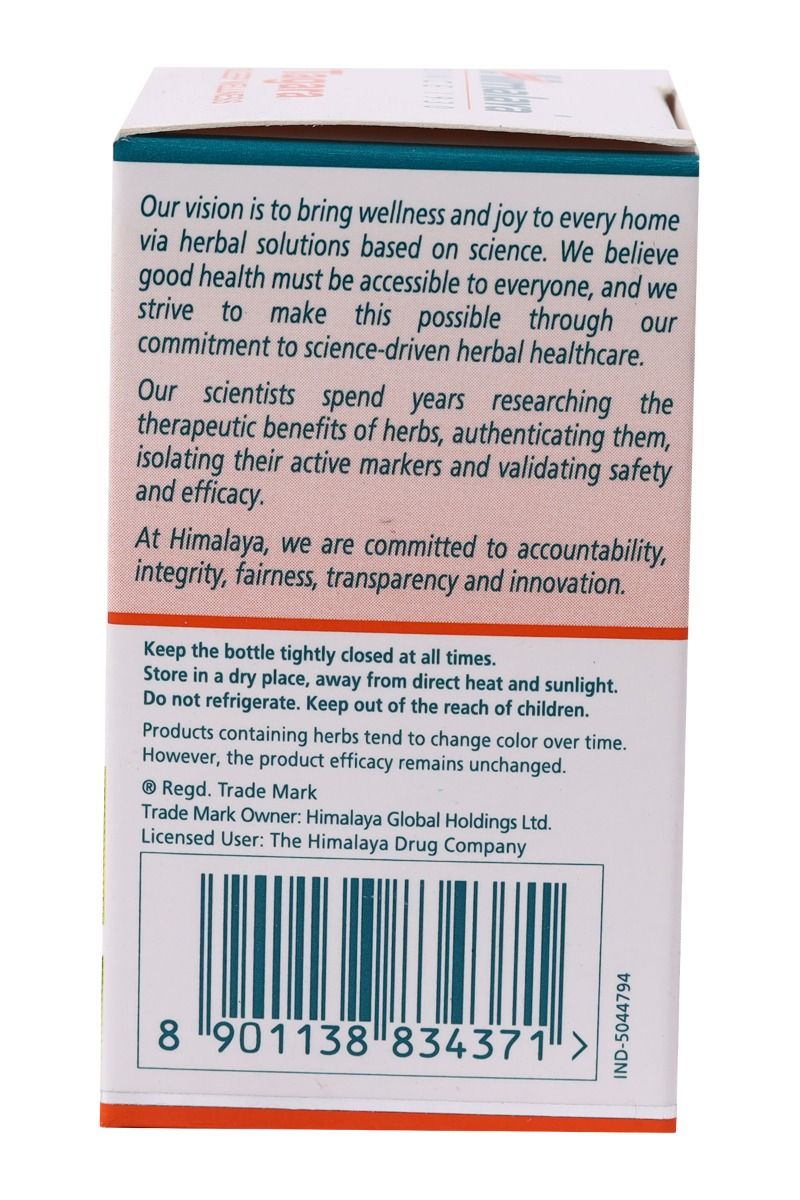 Himalaya
SINCE 1930
Tagara
SLEEP WELLNESS
Our vision is to bring wellness and joy to every home
via herbal solutions based on science. We believe
good health must be accessible to everyone, and we
strive to make this possible through our
commitment to science-driven herbal healthcare.
Our scientists spend years researching the
therapeutic benefits of herbs, authenticating them,
isolating their active markers and validating safety
and efficacy.
At Himalaya, we are committed to accountability,
integrity, fairness, transparency and innovation.
Keep the bottle tightly closed at all times.
Store in a dry place, away from direct heat and sunlight.
Do not refrigerate. Keep out of the reach of children.
Products containing herbs tend to change color over time.
However, the product efficacy remains unchanged.
® Regd. Trade Mark
Trade Mark Owner: Himalaya Global Holdings Ltd.
Licensed User: The Himalaya Drug Company
8 901138 834371 >
IND-5044794